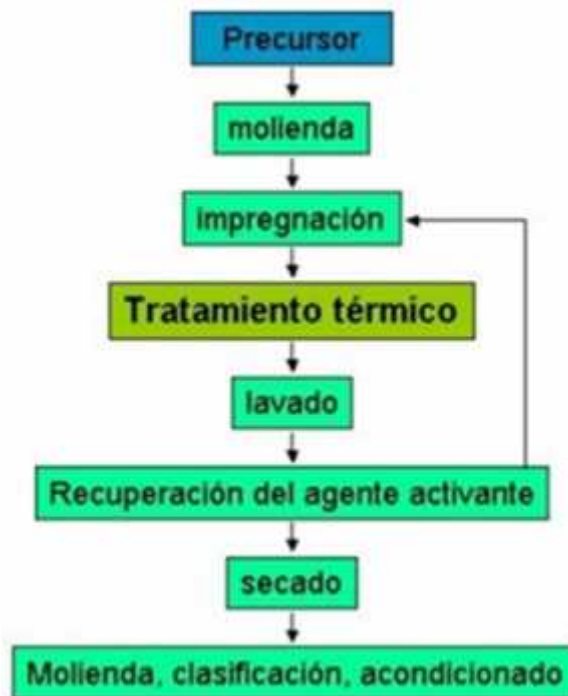 Precursor
molienda
impregnación
Tratamiento térmico
lavado
Recuperación del agente activante
secado
Molienda, clasificación, acondicionado